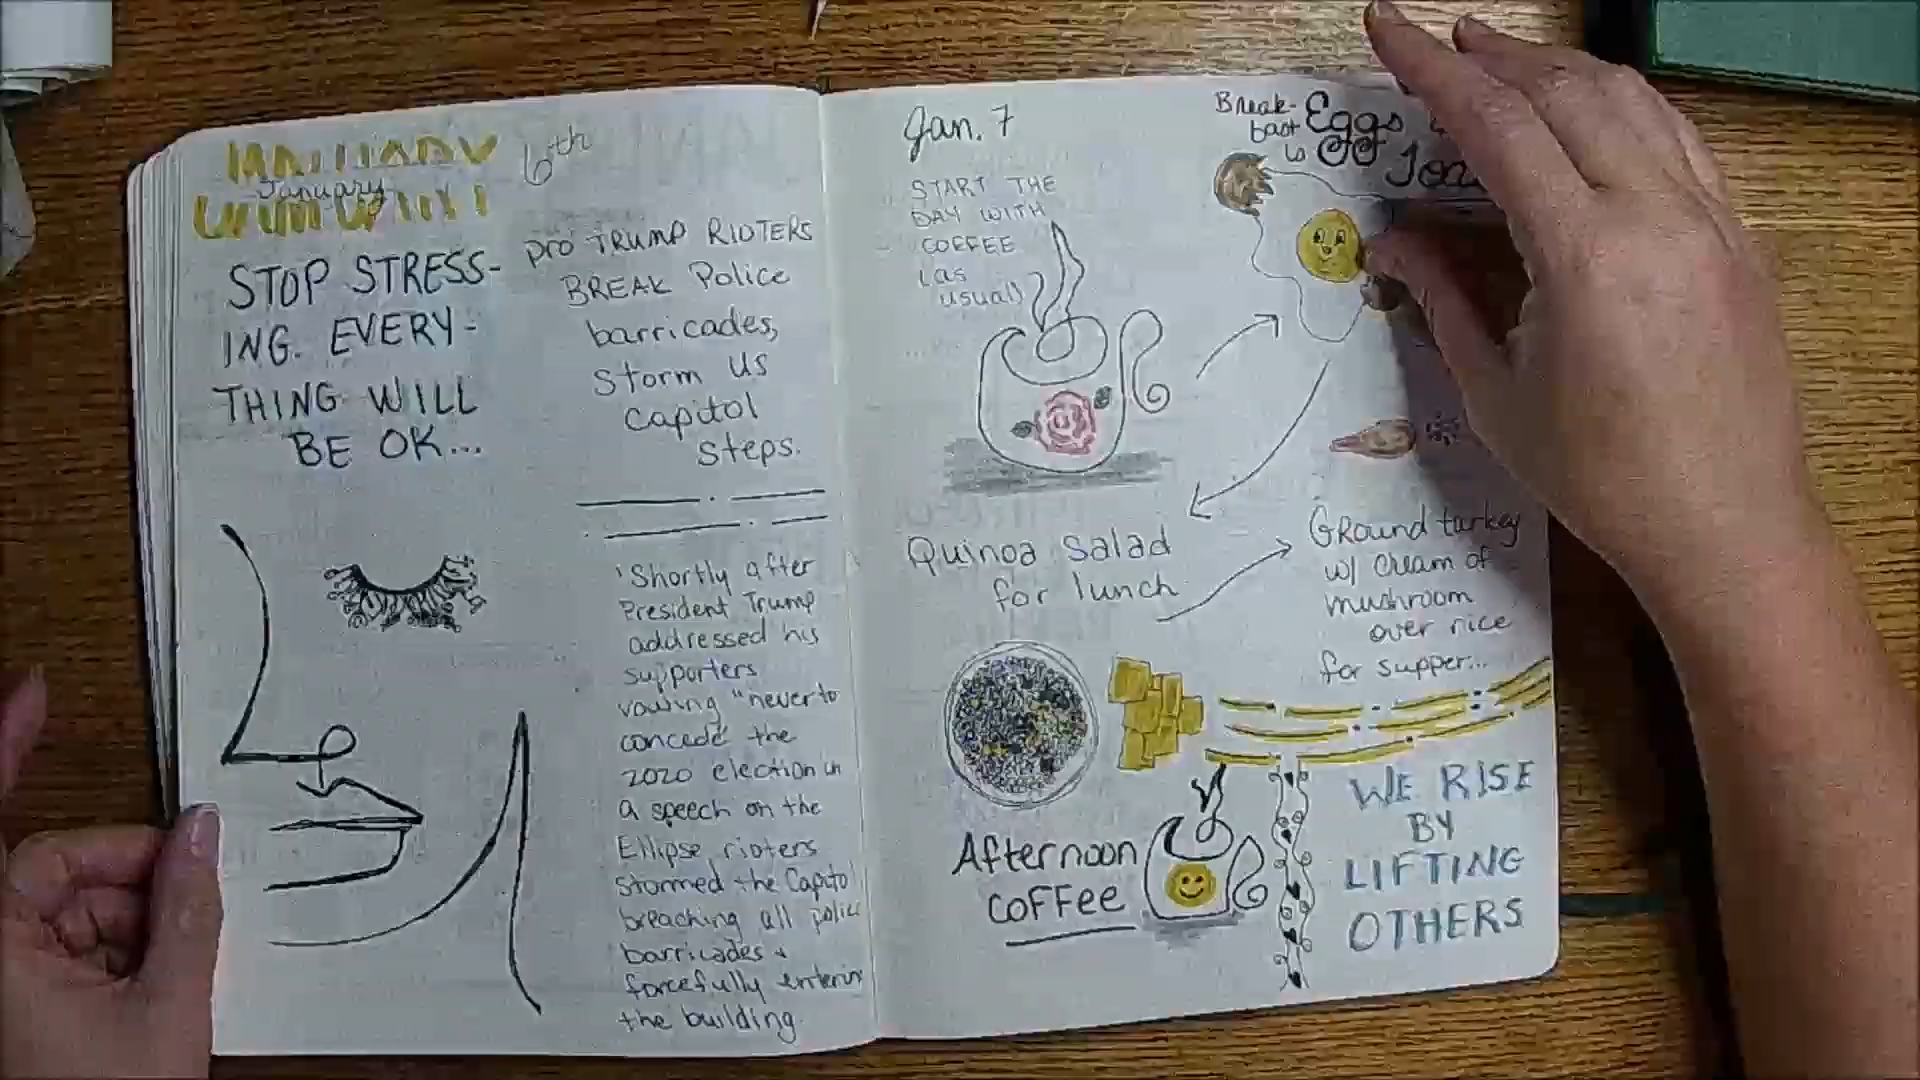 January
6th
STOP STRESS-
ING. EVERY-
THING WILL
BE OK...
PRO TRUMP RIOTERS
BREAK Police
barricades,
Storm US
Capitol
Steps.
'Shortly after
President Trump
addressed his
supporters
vowing "never to
concede" the
2020 election in
a speech on the
Ellipse rioters
stormed the Capitol
breaching all police
barricades +
forcefully entering
the building.
Jan. 7
START THE
DAY WITH
COFFEE
(as
usual)
Break-
fast
is
Eggs
Quinoa Salad
for lunch
Ground turkey
w/ cream of
mushroom
over rice
for supper...
Afternoon
COFFEE
WE RISE
BY
LIFTING
OTHERS